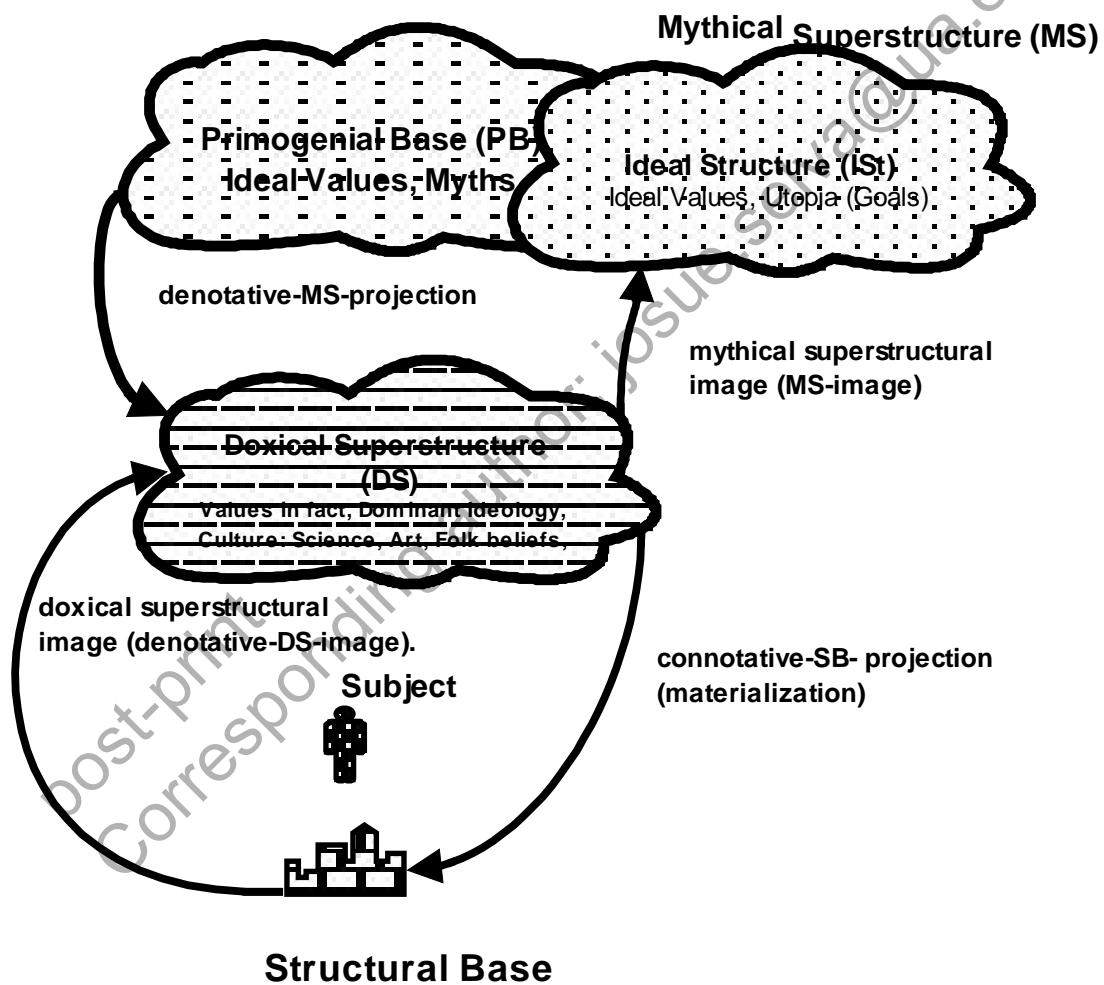 Mythical Superstructure (MS)
Primogenial Base (PB)
Ideal Values, Myths
Ideal Structure (ISt)
Ideal Values, Utopia (Goals)
denotative-MS-projection
mythical superstructural
image (MS-image)
Doxical Superstructure
(DS)
Values in fact, Dominant ideology,
Culture: Science, Art, Folk beliefs,
doxical superstructural
image (denotative-DS-image).
connotative-SB- projection
(materialization)
Subject
Structural Base
post-print
Corresponding author: josue.selva@ua.